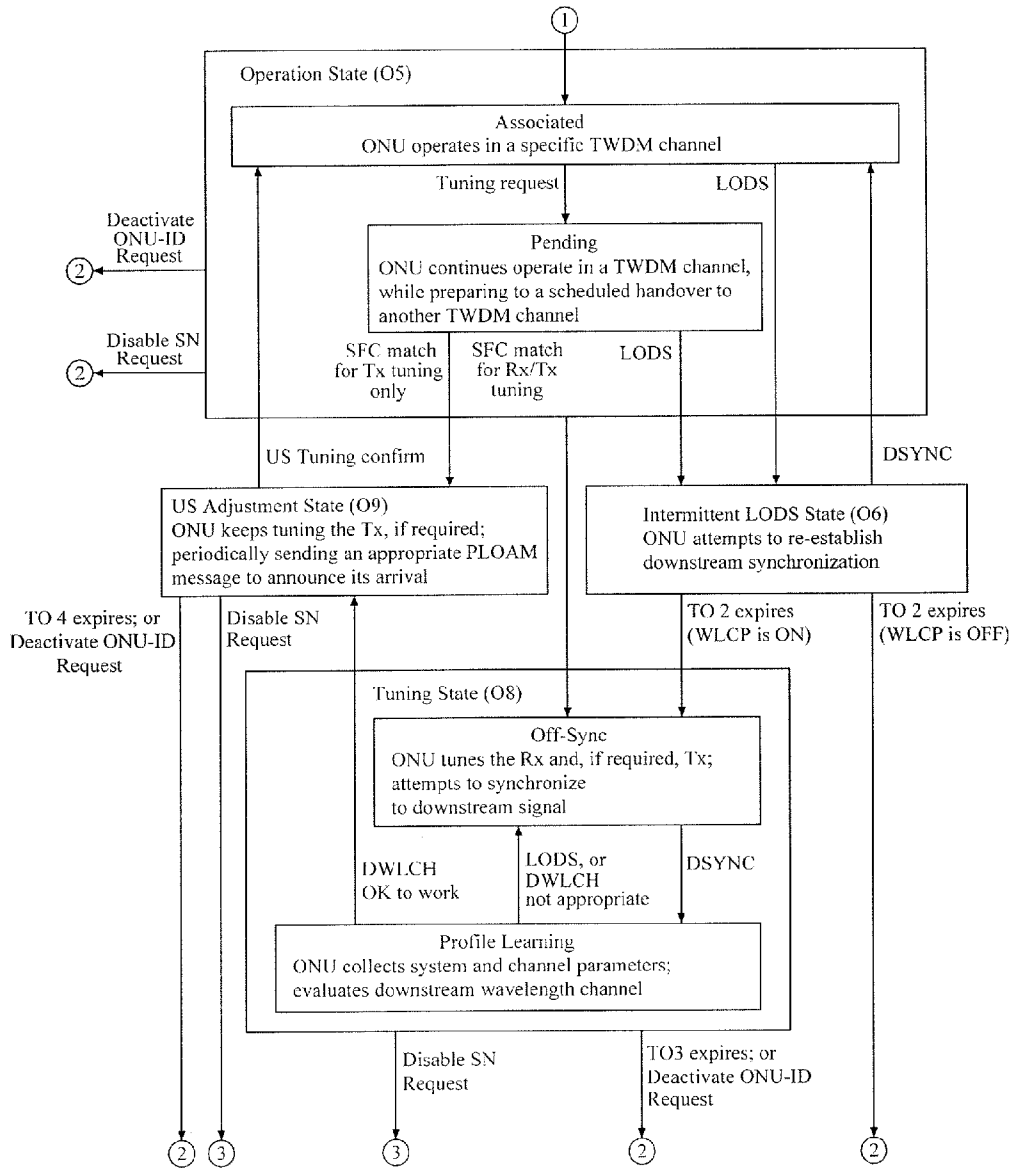 1
Operation State (O5)
Associated
ONU operates in a specific TWDM channel
Tuning request
LODS
Deactivate
ONU-ID
Request
2
Pending
ONU continues operate in a TWDM channel,
while preparing to a scheduled handover to
another TWDM channel
Disable SN
Request
2
SFC match
for Tx tuning
only
SFC match
for Rx/Tx
tuning
LODS
US Tuning confirm
DSYNC
US Adjustment State (O9)
ONU keeps tuning the Tx, if required;
periodically sending an appropriate PLOAM
message to announce its arrival
Intermittent LODS State (O6)
ONU attempts to re-establish
downstream synchronization
TO 4 expires; or
Deactivate ONU-ID
Request
Disable SN
Request
TO 2 expires
(WLCP is ON)
TO 2 expires
(WLCP is OFF)
Tuning State (O8)
Off-Sync
ONU tunes the Rx and, if required, Tx;
attempts to synchronize
to downstream signal
DWLCH
OK to work
LODS, or
DWLCH
not appropriate
DSYNC
Profile Learning
ONU collects system and channel parameters;
evaluates downstream wavelength channel
Disable SN
Request
TO3 expires; or
Deactivate ONU-ID
Request
2
3
3
2
2